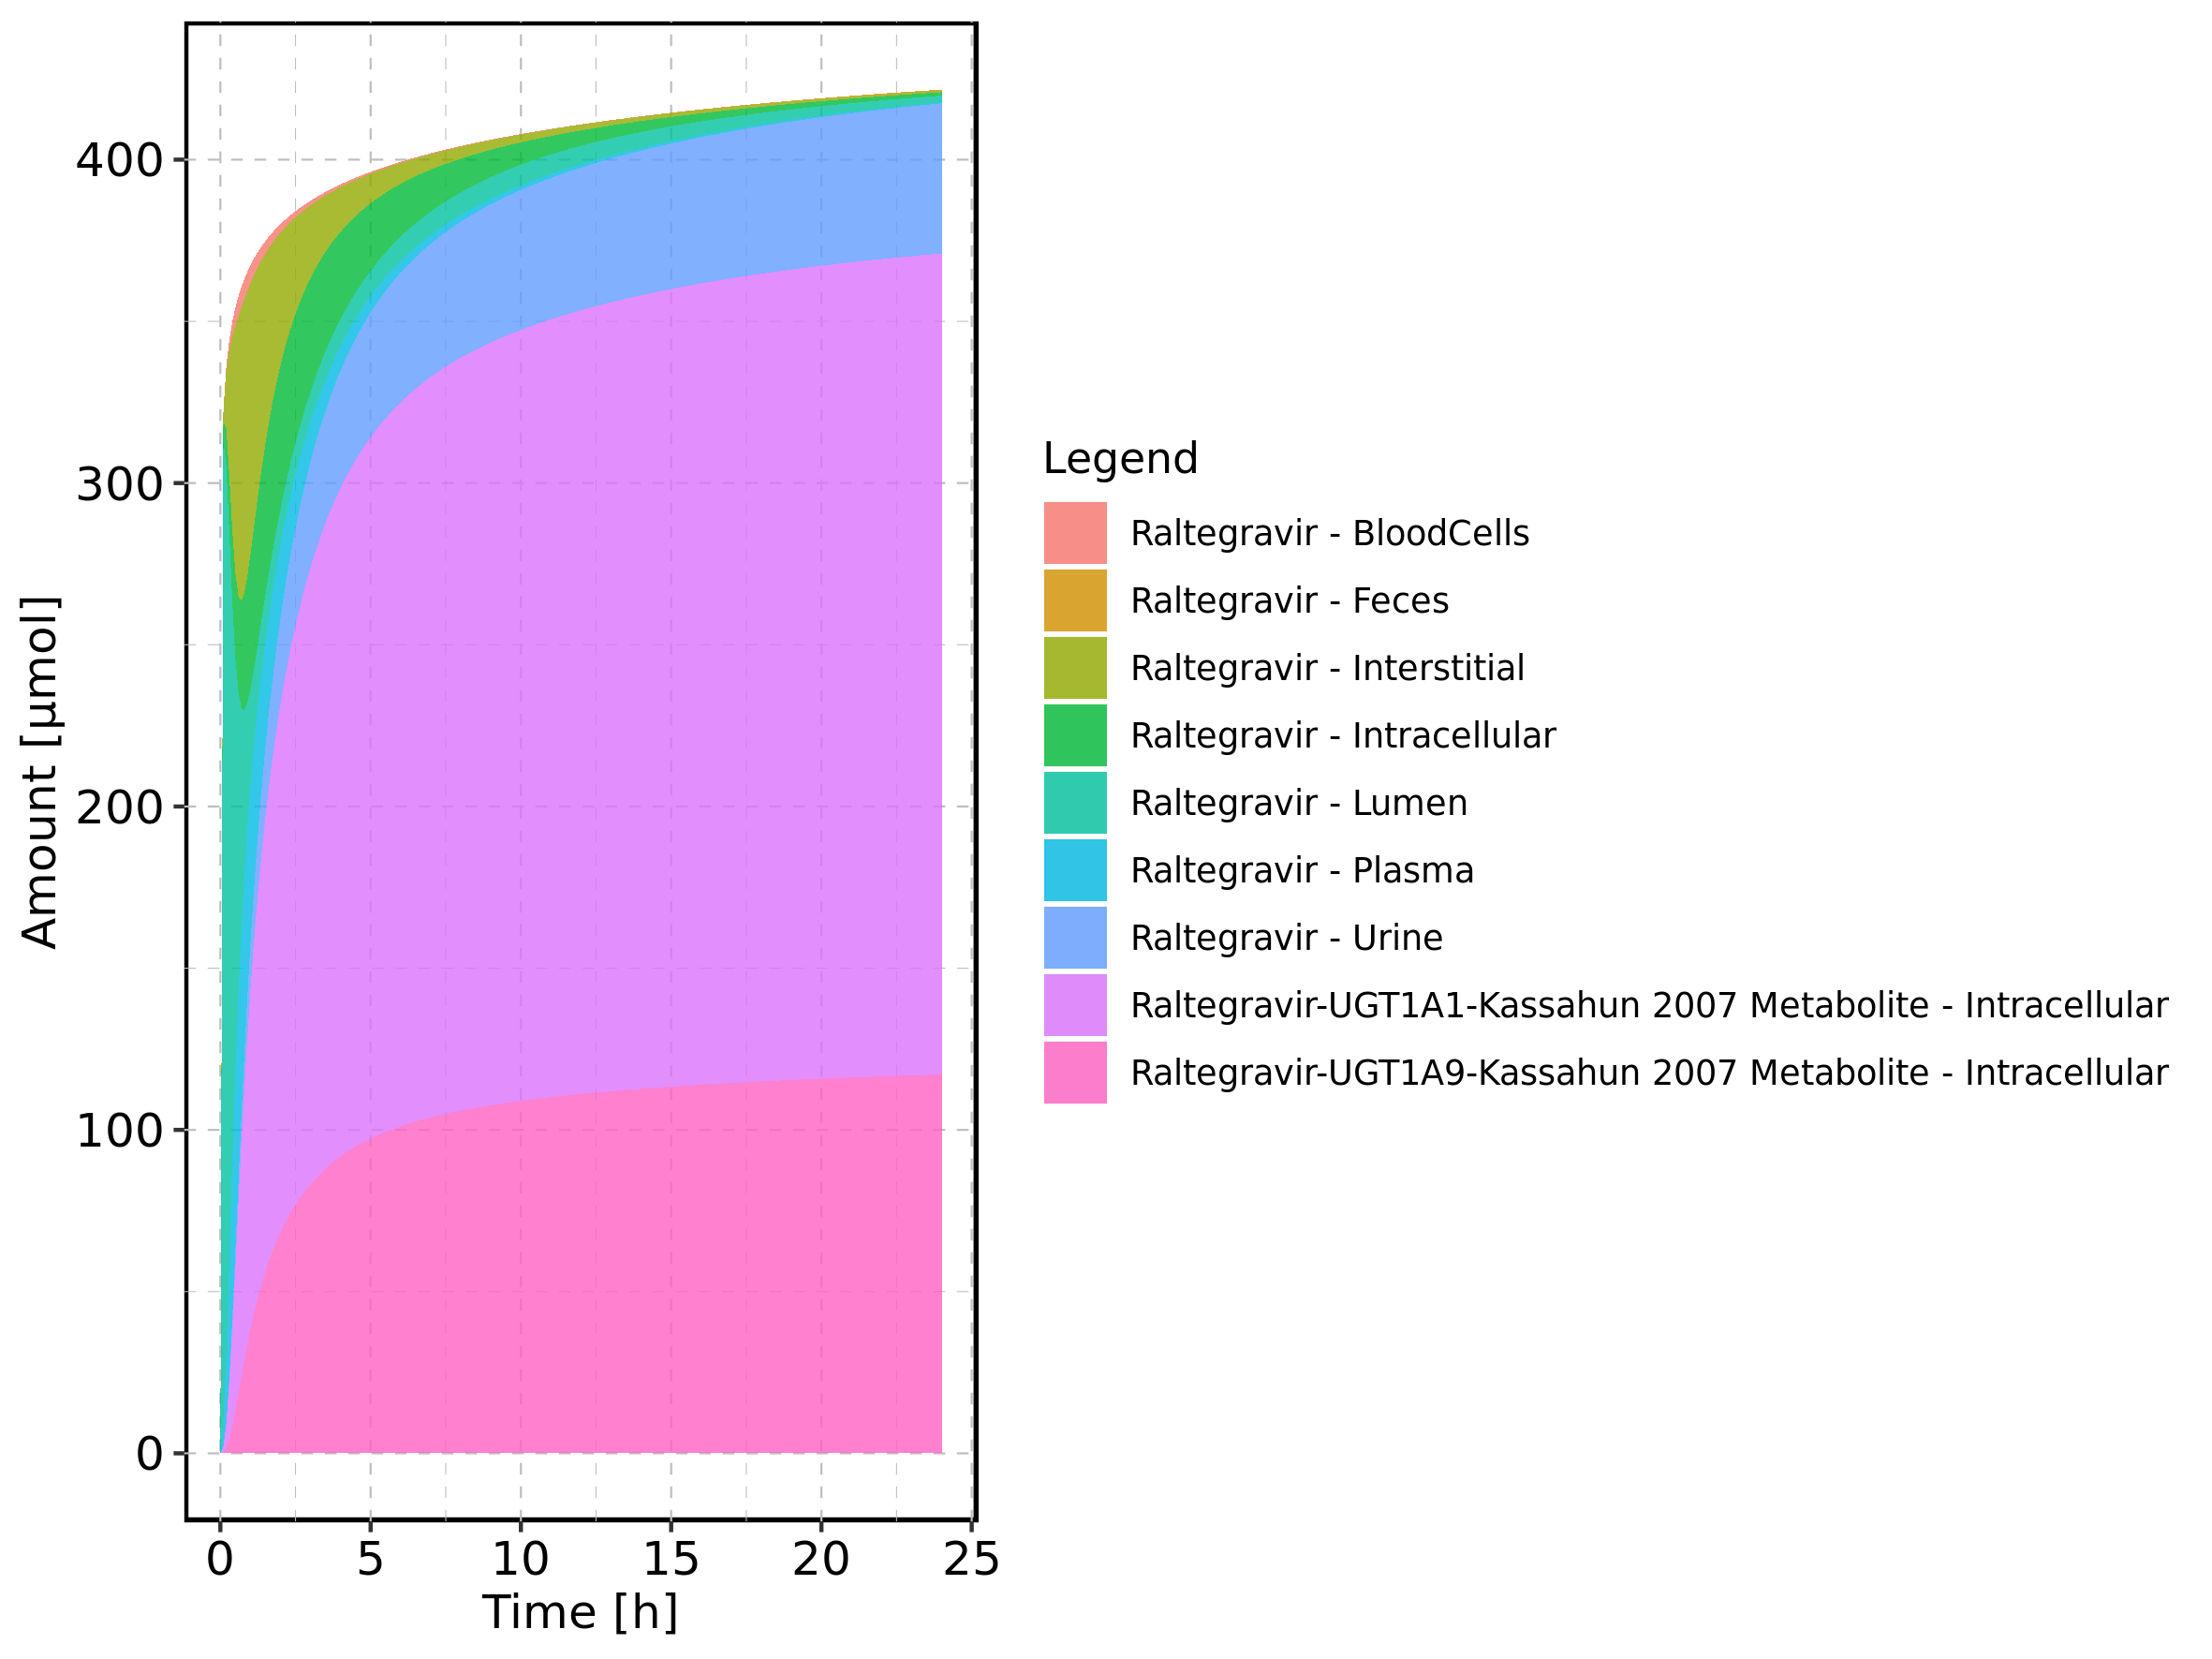 Amount [µmol]
400
300
200
100
0
0 5 10 15 20 25
Time [h]
Legend
Raltegravir - BloodCells
Raltegravir - Feces
Raltegravir - Interstitial
Raltegravir - Intracellular
Raltegravir - Lumen
Raltegravir - Plasma
Raltegravir - Urine
Raltegravir-UGT1A1-Kassahun 2007 Metabolite - Intracellular
Raltegravir-UGT1A9-Kassahun 2007 Metabolite - Intracellular